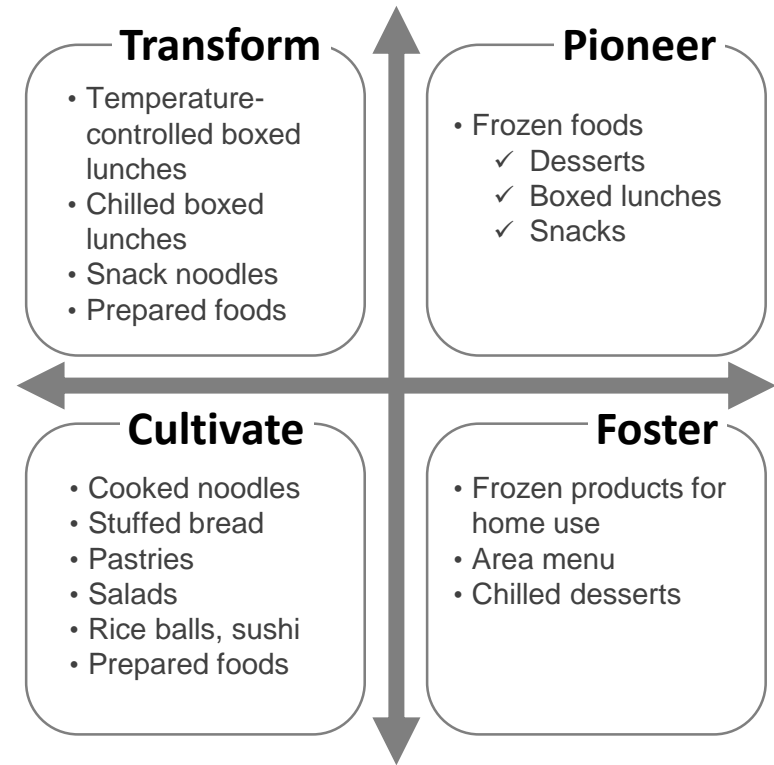 Transform
• Temperature-
controlled boxed
lunches
• Chilled boxed
lunches
• Snack noodles
• Prepared foods
Pioneer
• Frozen foods
✓ Desserts
✓ Boxed lunches
✓ Snacks
Cultivate
• Cooked noodles
• Stuffed bread
• Pastries
• Salads
• Rice balls, sushi
• Prepared foods
Foster
• Frozen products for
home use
• Area menu
• Chilled desserts